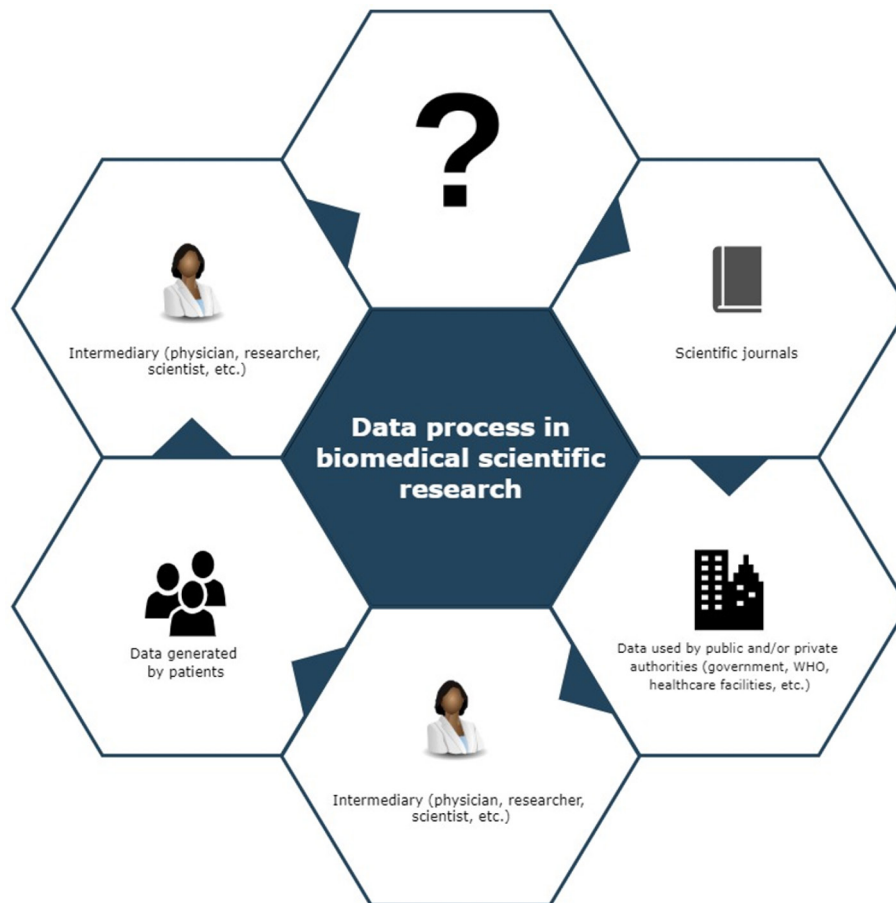 ?
Intermediary (physician, researcher,
scientist, etc.)
Scientific journals
Data process in
biomedical scientific
research
Data generated
by patients
Data used by public and/or private
authorities (government, WHO,
healthcare facilities, etc.)
Intermediary (physician, researcher,
scientist, etc.)